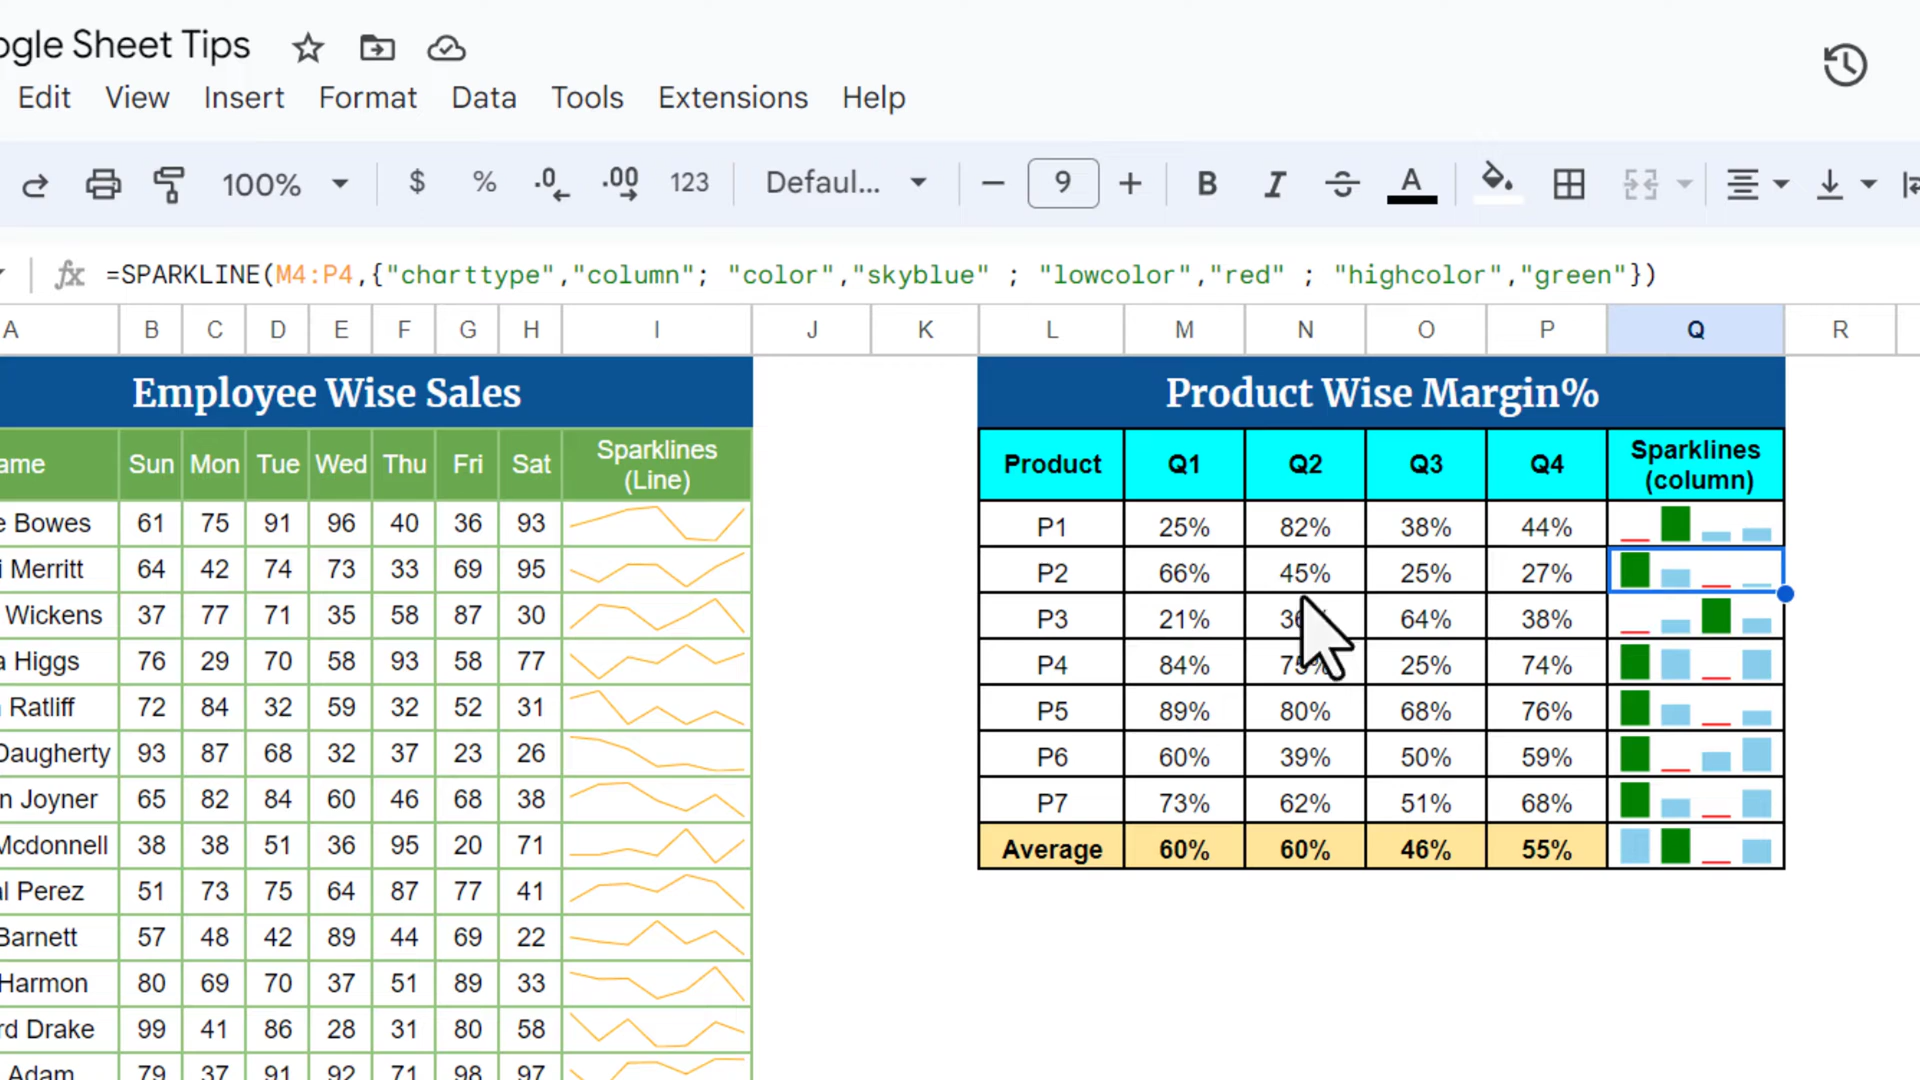 ogle Sheet Tips
Edit View Insert Format Data Tools Extensions Help
100% $ % .0 .00 123 Defaul... 9 B I S A
fx =SPARKLINE(M4:P4,{"charttype","column"; "color","skyblue" ; "lowcolor","red" ; "highcolor","green"})
A B C D E F G H I J K L M N O P Q R
Employee Wise Sales
ame Sun Mon Tue Wed Thu Fri Sat Sparklines
(Line)
e Bowes 61 75 91 96 40 36 93
i Merritt 64 42 74 73 33 69 95
Wickens 37 77 71 35 58 87 30
a Higgs 76 29 70 58 93 58 77
Ratliff 72 84 32 59 32 52 31
Daugherty 93 87 68 32 37 23 26
n Joyner 65 82 84 60 46 68 38
Mcdonnell 38 38 51 36 95 20 71
al Perez 51 73 75 64 87 77 41
Barnett 57 48 42 89 44 69 22
Harmon 80 69 70 37 51 89 33
rd Drake 99 41 86 28 31 80 58
Adam 79 37 91 92 71 98 97
Product Wise Margin%
Product Q1 Q2 Q3 Q4 Sparklines
(column)
P1 25% 82% 38% 44%
P2 66% 45% 25% 27%
P3 21% 64% 38%
P4 84% 25% 74%
P5 89% 80% 68% 76%
P6 60% 39% 50% 59%
P7 73% 62% 51% 68%
Average 60% 60% 46% 55%